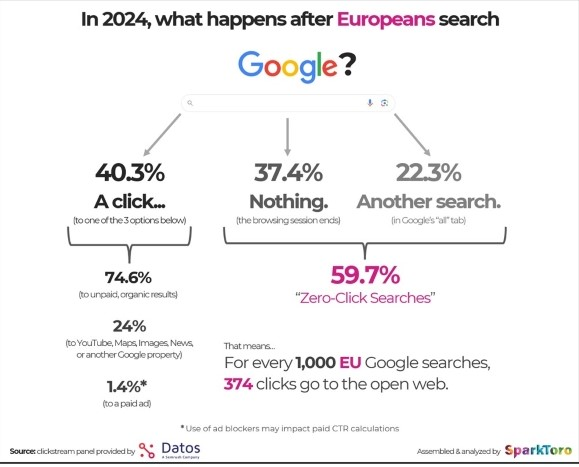 In 2024, what happens after Europeans search
Google?
40.3%
A click...
(to one of the 3 options below)
37.4%
Nothing.
(the browsing session ends)
22.3%
Another search.
(in Google's "all" tab)
74.6%
(to unpaid, organic results)
24%
(to YouTube, Maps, Images, News,
or another Google property)
1.4%*
(to a paid ad)
59.7%
"Zero-Click Searches"
That means...
For every 1,000 EU Google searches,
374 clicks go to the open web.
* Use of ad blockers may impact paid CTR calculations
Source: clickstream panel provided by Datos
A Semrush Company
Assembled & analyzed by SparkToro